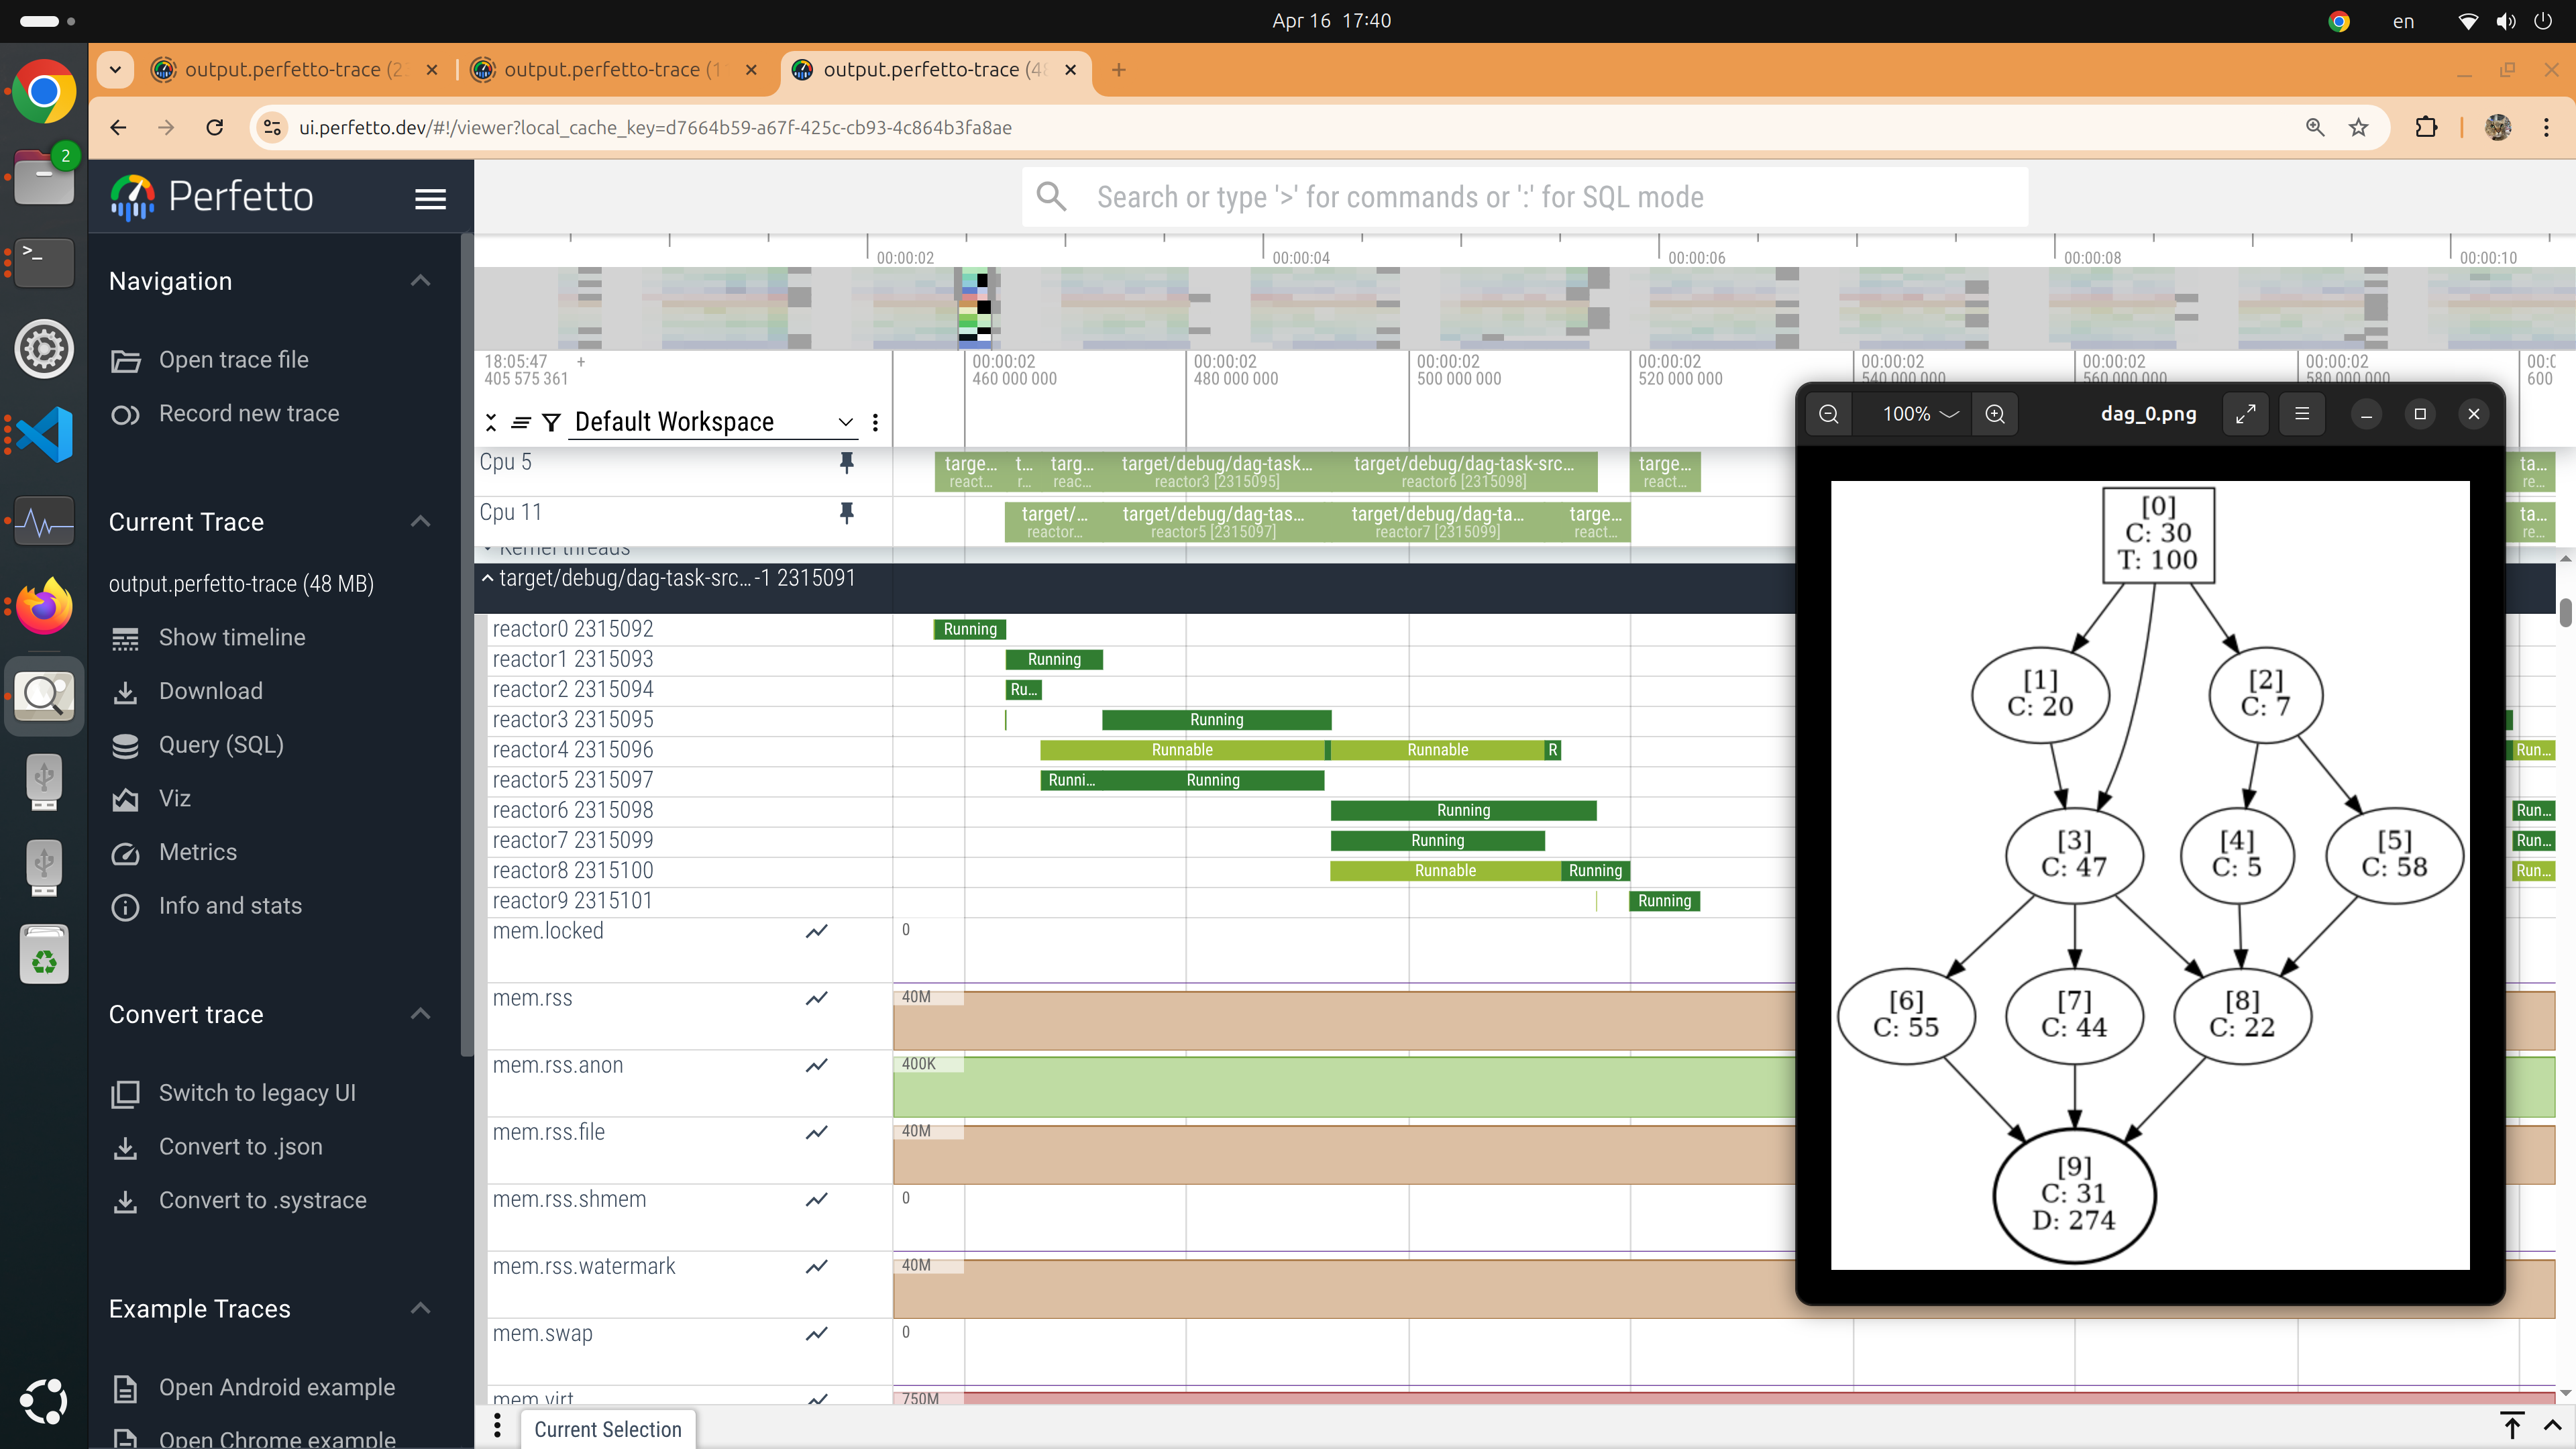 Apr 16 17:40
en
output.perfetto-trace (2
output.perfetto-trace (1
output.perfetto-trace (48
ui.perfetto.dev/#!/viewer?local_cache_key=d7664b59-a67f-425c-cb93-4c864b3fa8ae
2
Perfetto
Search or type '>' for commands or ':' for SQL mode
Navigation
Open trace file
Record new trace
Current Trace
output.perfetto-trace (48 MB)
Show timeline
Download
Query (SQL)
Viz
Metrics
Info and stats
Convert trace
Switch to legacy UI
Convert to .json
Convert to .systrace
Example Traces
Open Android example
Open Chrome example
00:00:02 00:00:04 00:00:06 00:00:08 00:00:10
18:05:47 + 00:00:02 00:00:02 00:00:02 00:00:02 00:00:02 00:00:02 00:00:02 00:0
405 575 361 460 000 000 480 000 000 500 000 000 520 000 000 540 000 000 560 000 000 580 000 000 600
Default Workspace
Cpu 5 targe... t... targ... target/debug/dag-task... target/debug/dag-task-src... targe... ta...
react... r... reac... reactor3 [2315095] reactor6 [2315098] react... re...
Cpu 11 target/... target/debug/dag-tas... target/debug/dag-ta... targe... ta...
reactor... reactor5 [2315097] reactor7 [2315099] react... re...
Kernel threads
target/debug/dag-task-src...-1 2315091
reactor0 2315092 Running
reactor1 2315093 Running
reactor2 2315094 Ru...
reactor3 2315095 Running
reactor4 2315096 Runnable Runnable R Run...
reactor5 2315097 Runni... Running
reactor6 2315098 Running Run...
reactor7 2315099 Running Run...
reactor8 2315100 Runnable Running Run...
reactor9 2315101 Running
mem.locked 0
mem.rss 40M
mem.rss.anon 400K
mem.rss.file 40M
mem.rss.shmem 0
mem.rss.watermark 40M
mem.swap 0
mem.virt 750M
Current Selection
100% dag_0.png
[0]
C: 30
T: 100
[1]
C: 20
[2]
C: 7
[3]
C: 47
[4]
C: 5
[5]
C: 58
[6]
C: 55
[7]
C: 44
[8]
C: 22
[9]
C: 31
D: 274